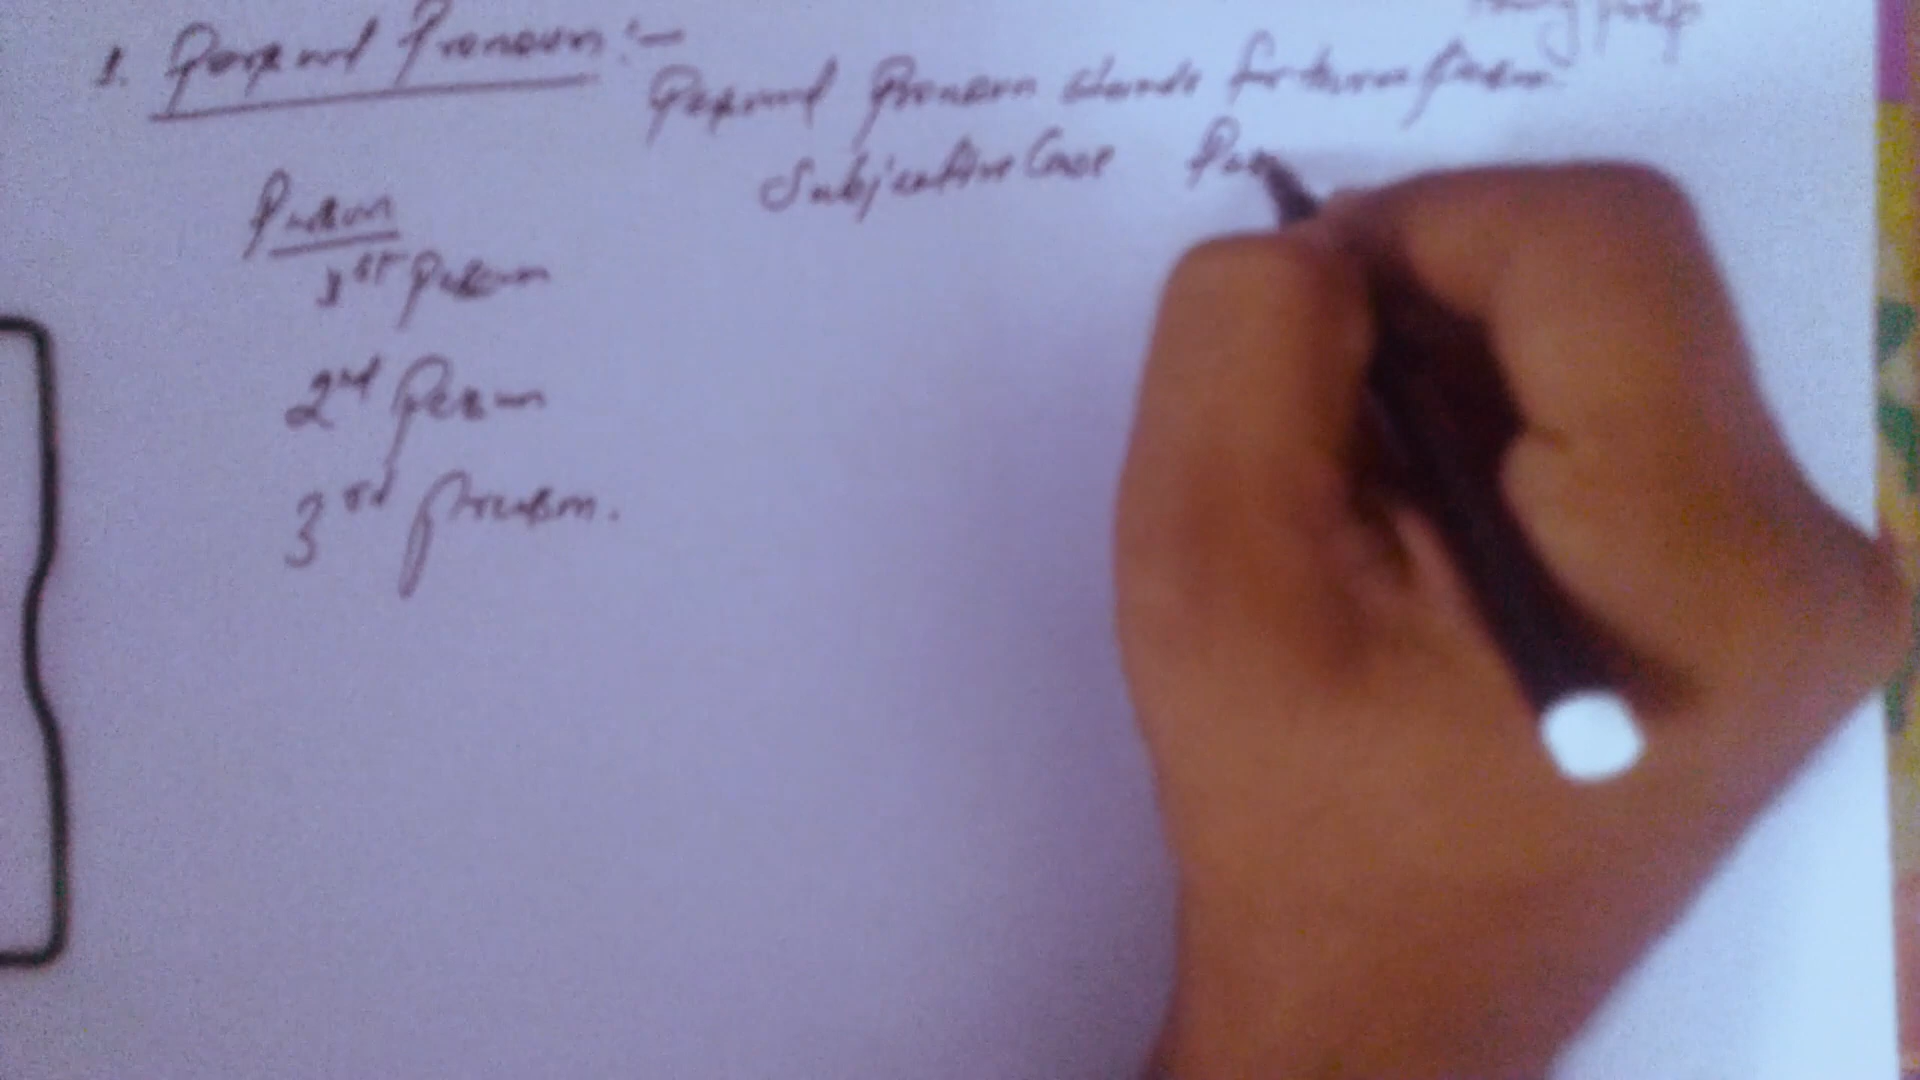 1. Personal Pronoun :-
Personal Pronoun stands for three person.
Subjective Case
Person
1st Person
2nd Person
3rd Person.